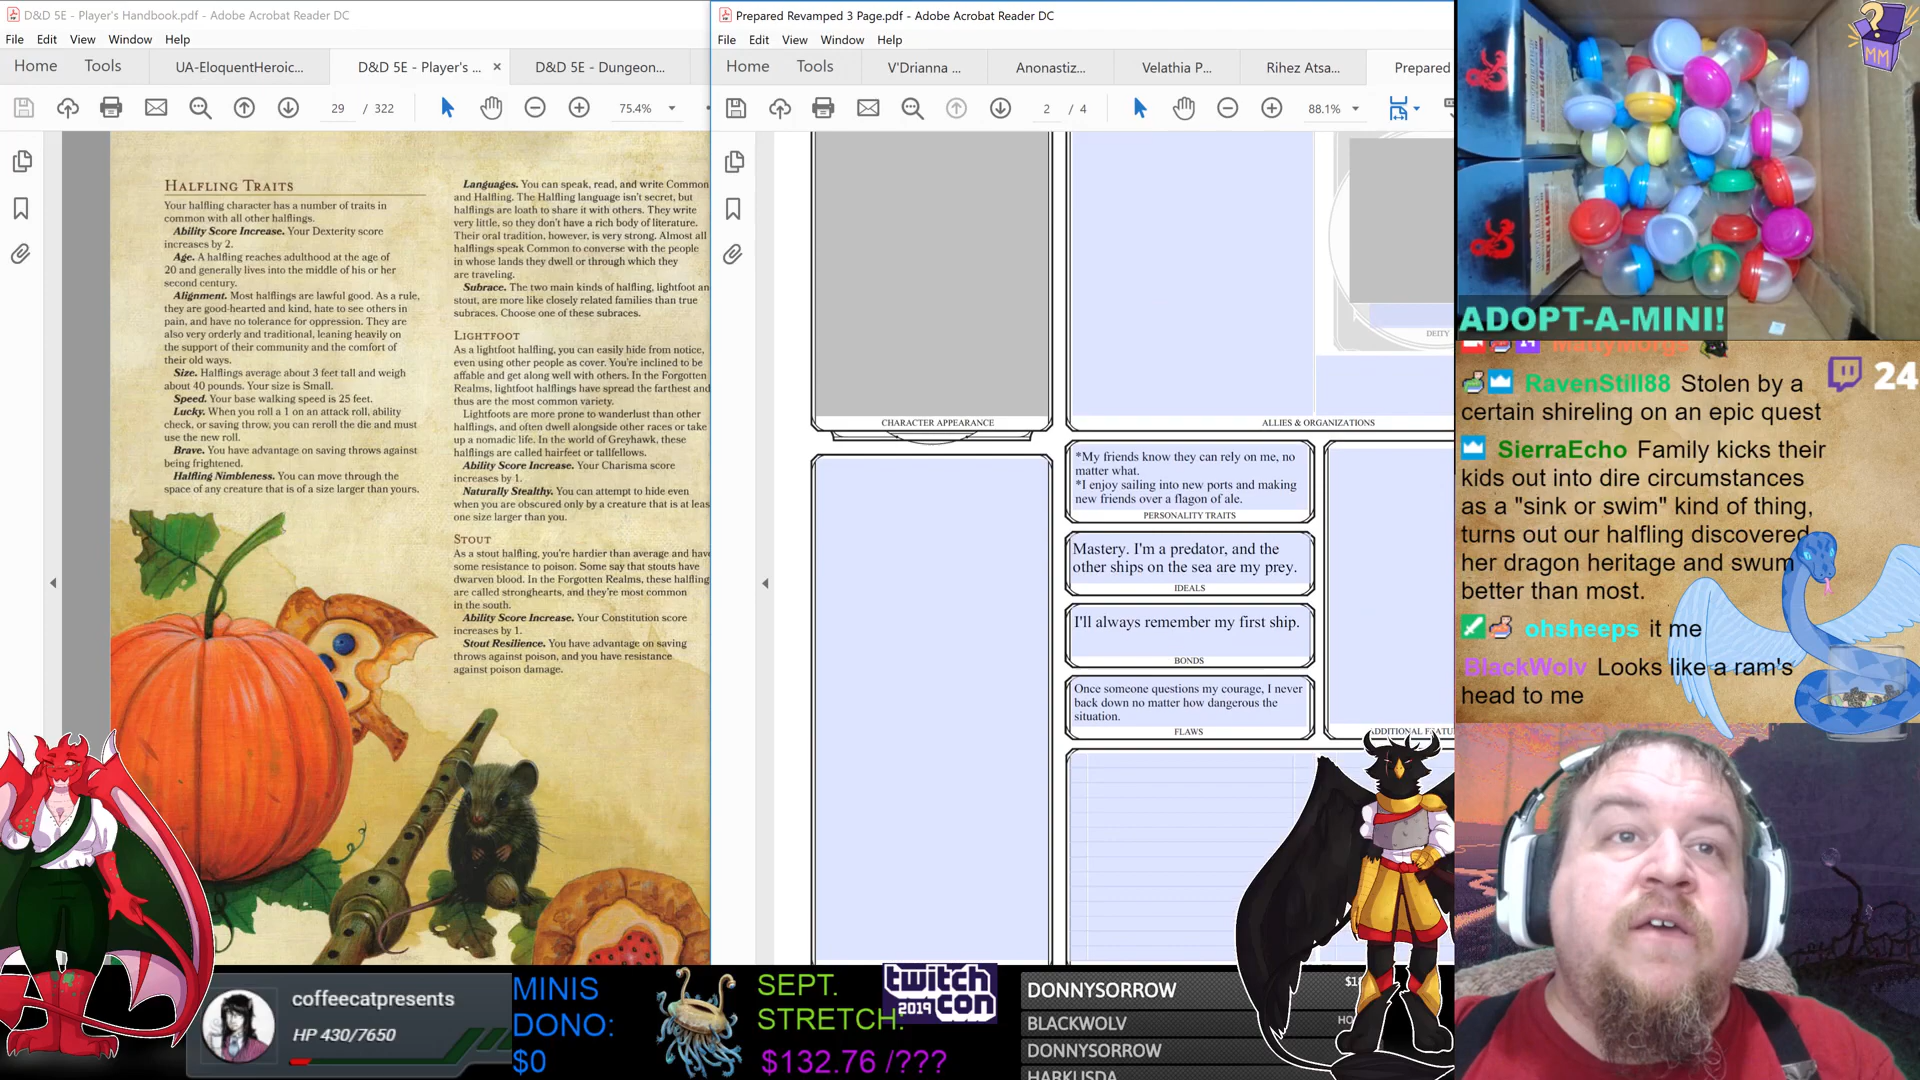 D&D 5E - Player's Handbook.pdf - Adobe Acrobat Reader DC
File Edit View Window Help
Home Tools UA-EloquentHeroic... D&D 5E - Player's ... × D&D 5E - Dungeon...
29 / 322 75.4%
HALFLING TRAITS
Your halfling character has a number of traits in
common with all other halflings.
Ability Score Increase. Your Dexterity score
increases by 2.
Age. A halfling reaches adulthood at the age of
20 and generally lives into the middle of his or her
second century.
Alignment. Most halflings are lawful good. As a rule,
they are good-hearted and kind, hate to see others in
pain, and have no tolerance for oppression. They are
also very orderly and traditional, leaning heavily on
the support of their community and the comfort of
their old ways.
Size. Halflings average about 3 feet tall and weigh
about 40 pounds. Your size is Small.
Speed. Your base walking speed is 25 feet.
Lucky. When you roll a 1 on an attack roll, ability
check, or saving throw, you can reroll the die and must
use the new roll.
Brave. You have advantage on saving throws against
being frightened.
Halfling Nimbleness. You can move through the
space of any creature that is of a size larger than yours.
Languages. You can speak, read, and write Common
and Halfling. The Halfling language isn't secret, but
halflings are loath to share it with others. They write
very little, so they don't have a rich body of literature.
Their oral tradition, however, is very strong. Almost all
halflings speak Common to converse with the people
in whose lands they dwell or through which they
are traveling.
Subrace. The two main kinds of halfling, lightfoot an
stout, are more like closely related families than true
subraces. Choose one of these subraces.
LIGHTFOOT
As a lightfoot halfling, you can easily hide from notice,
even using other people as cover. You're inclined to be
affable and get along well with others. In the Forgotten
Realms, lightfoot halflings have spread the farthest and
thus are the most common variety.
Lightfoots are more prone to wanderlust than other
halflings, and often dwell alongside other races or take
up a nomadic life. In the world of Greyhawk, these
halflings are called hairfeet or tallfellows.
Ability Score Increase. Your Charisma score
increases by 1.
Naturally Stealthy. You can attempt to hide even
when you are obscured only by a creature that is at leas
one size larger than you.
STOUT
As a stout halfling, you're hardier than average and have
some resistance to poison. Some say that stouts have
dwarven blood. In the Forgotten Realms, these halfling
are called stronghearts, and they're most common
in the south.
Ability Score Increase. Your Constitution score
increases by 1.
Stout Resilience. You have advantage on saving
throws against poison, and you have resistance
against poison damage.
Prepared Revamped 3 Page.pdf - Adobe Acrobat Reader DC
File Edit View Window Help
Home Tools V'Drianna ... Anonastiz... Velathia P... Rihez Atsa... Prepared
2 / 4 88.1%
DEITY
CHARACTER APPEARANCE
ALLIES & ORGANIZATIONS
*My friends know they can rely on me, no
matter what.
*I enjoy sailing into new ports and making
new friends over a flagon of ale.
PERSONALITY TRAITS
Mastery. I'm a predator, and the
other ships on the sea are my prey.
IDEALS
I'll always remember my first ship.
BONDS
Once someone questions my courage, I never
back down no matter how dangerous the
situation.
FLAWS
ADDITIONAL FEATU
?
MM
ADOPT-A-MINI!
MattyMorgs
24
RavenStill88 Stolen by a
certain shireling on an epic quest
SierraEcho Family kicks their
kids out into dire circumstances
as a "sink or swim" kind of thing,
turns out our halfling discovered
her dragon heritage and swum
better than most.
ohsheeps it me
BlackWolv Looks like a ram's
head to me
coffeecatpresents
HP 430/7650
MINIS
DONO:
$0
SEPT.
STRETCH:
$132.76 /???
twitch
con
2019
DONNYSORROW
BLACKWOLV
DONNYSORROW
HARKUSDA